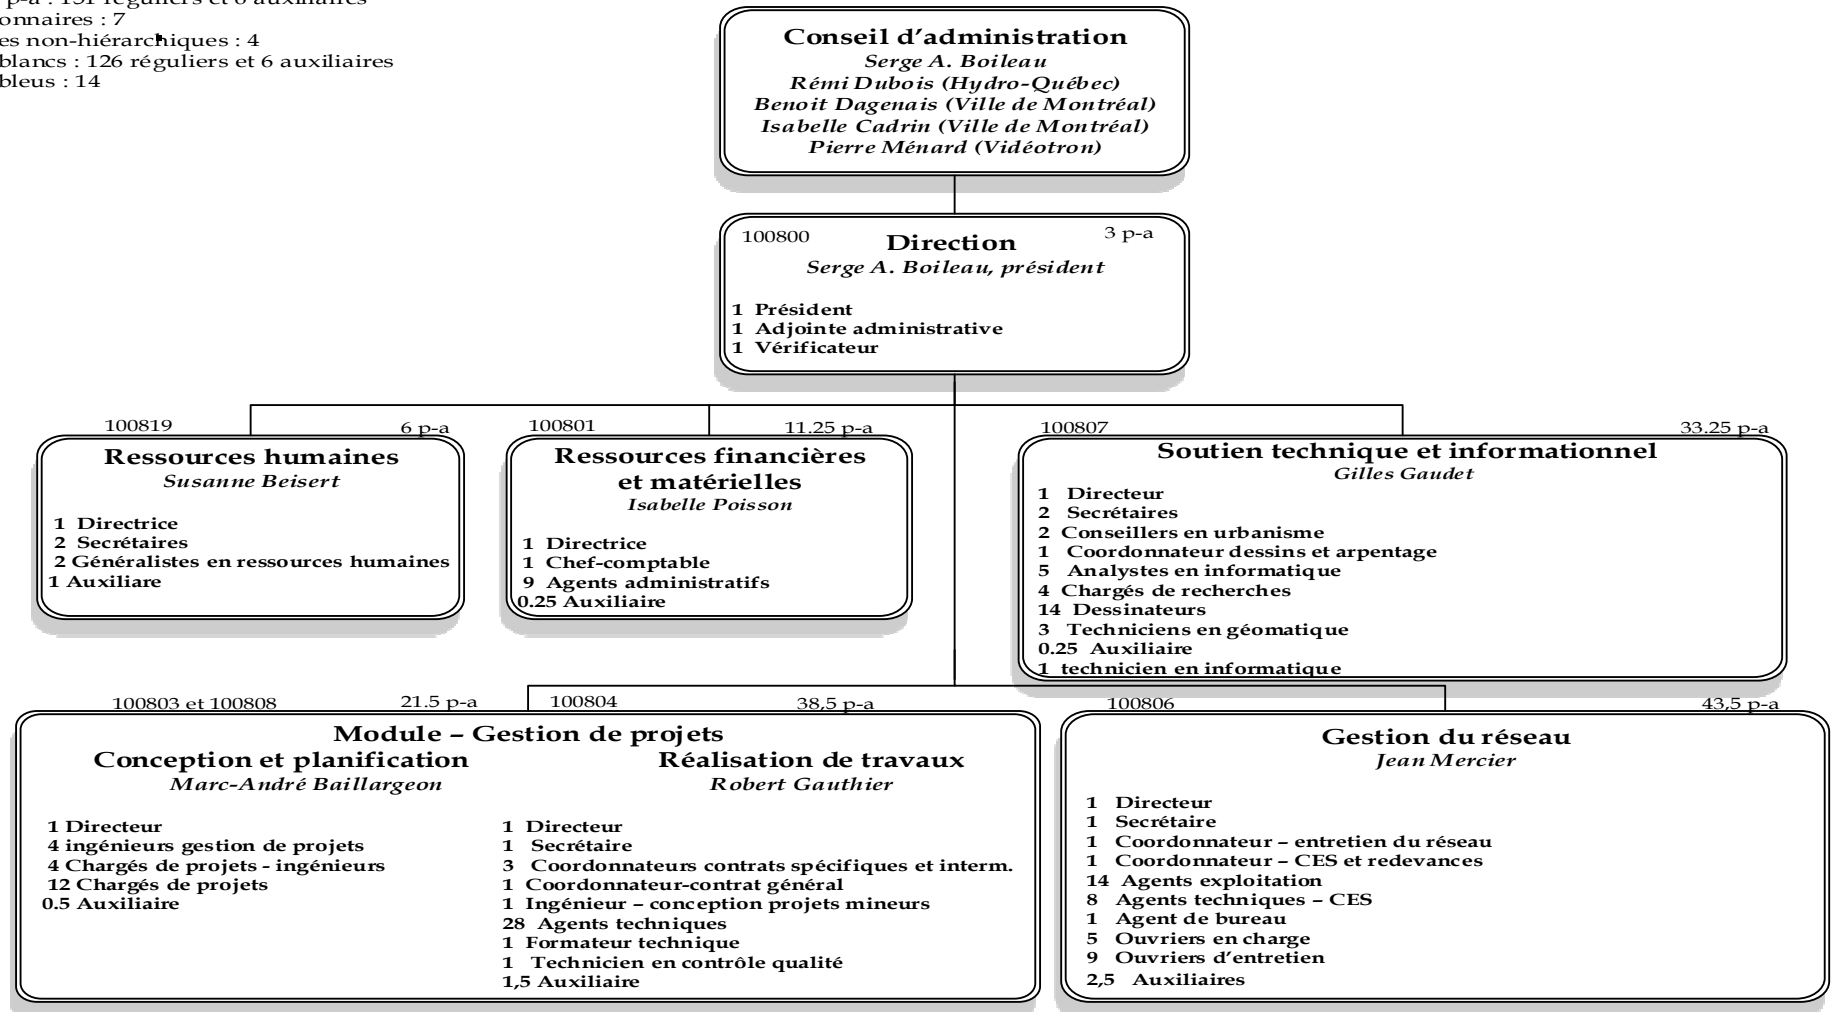 p-a : 151 réguliers et 6 auxiliaires
onnaires : 7
es non-hiérarchiques : 4
blancs : 126 réguliers et 6 auxiliaires
bleus : 14
Conseil d’administration
Serge A. Boileau
Rémi Dubois (Hydro-Québec)
Benoit Dagenais (Ville de Montréal)
Isabelle Cadrin (Ville de Montréal)
Pierre Ménard (Vidéotron)
100800
Direction
3 p-a
Serge A. Boileau, président
1 Président
1 Adjointe administrative
1 Vérificateur
100819
6 p-a
Ressources humaines
Susanne Beisert
1 Directrice
2 Secrétaires
2 Généralistes en ressources humaines
1 Auxiliare
100801
11.25 p-a
Ressources financières
et matérielles
Isabelle Poisson
1 Directrice
1 Chef-comptable
9 Agents administratifs
0.25 Auxiliaire
100807
33.25 p-a
Soutien technique et informationnel
Gilles Gaudet
1 Directeur
2 Secrétaires
2 Conseillers en urbanisme
1 Coordonnateur dessins et arpentage
5 Analystes en informatique
4 Chargés de recherches
14 Dessinateurs
3 Techniciens en géomatique
0.25 Auxiliaire
1 technicien en informatique
100803 et 100808
21.5 p-a
100804
38,5 p-a
Module – Gestion de projets
Conception et planification
Marc-André Baillargeon
1 Directeur
4 ingénieurs gestion de projets
4 Chargés de projets - ingénieurs
12 Chargés de projets
0.5 Auxiliaire
Réalisation de travaux
Robert Gauthier
1 Directeur
1 Secrétaire
3 Coordonnateurs contrats spécifiques et interm.
1 Coordonnateur-contrat général
1 Ingénieur – conception projets mineurs
28 Agents techniques
1 Formateur technique
1 Technicien en contrôle qualité
1,5 Auxiliaire
100806
43,5 p-a
Gestion du réseau
Jean Mercier
1 Directeur
1 Secrétaire
1 Coordonnateur – entretien du réseau
1 Coordonnateur – CES et redevances
14 Agents exploitation
8 Agents techniques – CES
1 Agent de bureau
5 Ouvriers en charge
9 Ouvriers d’entretien
2,5 Auxiliaires